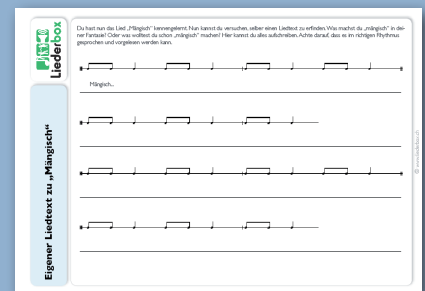 Du hast nun das Lied „Mängisch" kennengelernt. Nun kannst du versuchen, selber einen Liedtext zu erfinden. Was machst du „mängisch" in dei-
ner Fantasie? Oder was wolltest du schon „mängisch" machen? Hier kannst du alles aufschreiben. Achte darauf, dass es im richtigen Rhythmus
gesprochen und vorgelesen werden kann.
Liederbox
Mängisch...
Eigener Liedtext zu „Mängisch"
© www.liederbox.ch